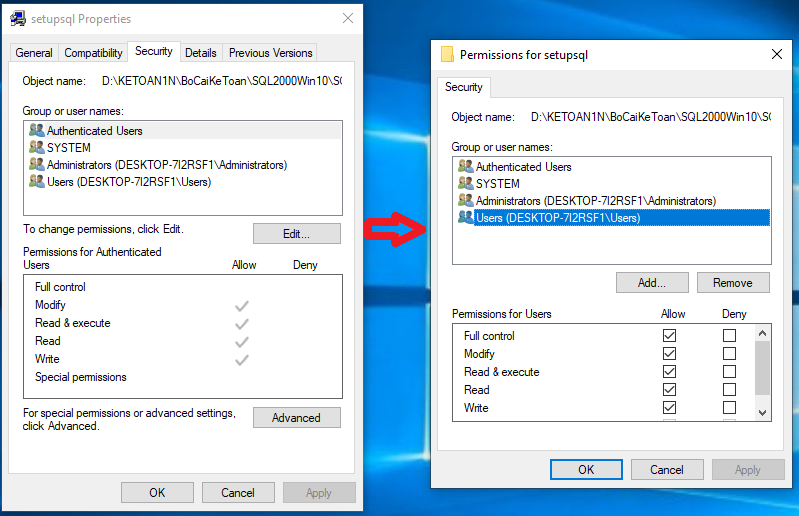 setupsql Properties
General Compatibility Security Details Previous Versions
Object name: D:\KETOAN1N\BoCaiKeToan\SQL2000Win10\SC
Group or user names:
Authenticated Users
SYSTEM
Administrators (DESKTOP-7I2RSF1\Administrators)
Users (DESKTOP-7I2RSF1\Users)
To change permissions, click Edit.
Edit...
Permissions for Authenticated
Users Allow Deny
Full control
Modify
Read & execute
Read
Write
Special permissions
For special permissions or advanced settings,
click Advanced.
Advanced
OK Cancel Apply
Permissions for setupsql
Security
Object name: D:\KETOAN1N\BoCaiKeToan\SQL2000Win10\SC
Group or user names:
Authenticated Users
SYSTEM
Administrators (DESKTOP-7I2RSF1\Administrators)
Users (DESKTOP-7I2RSF1\Users)
Add... Remove
Permissions for Users Allow Deny
Full control
Modify
Read & execute
Read
Write
OK Cancel Apply